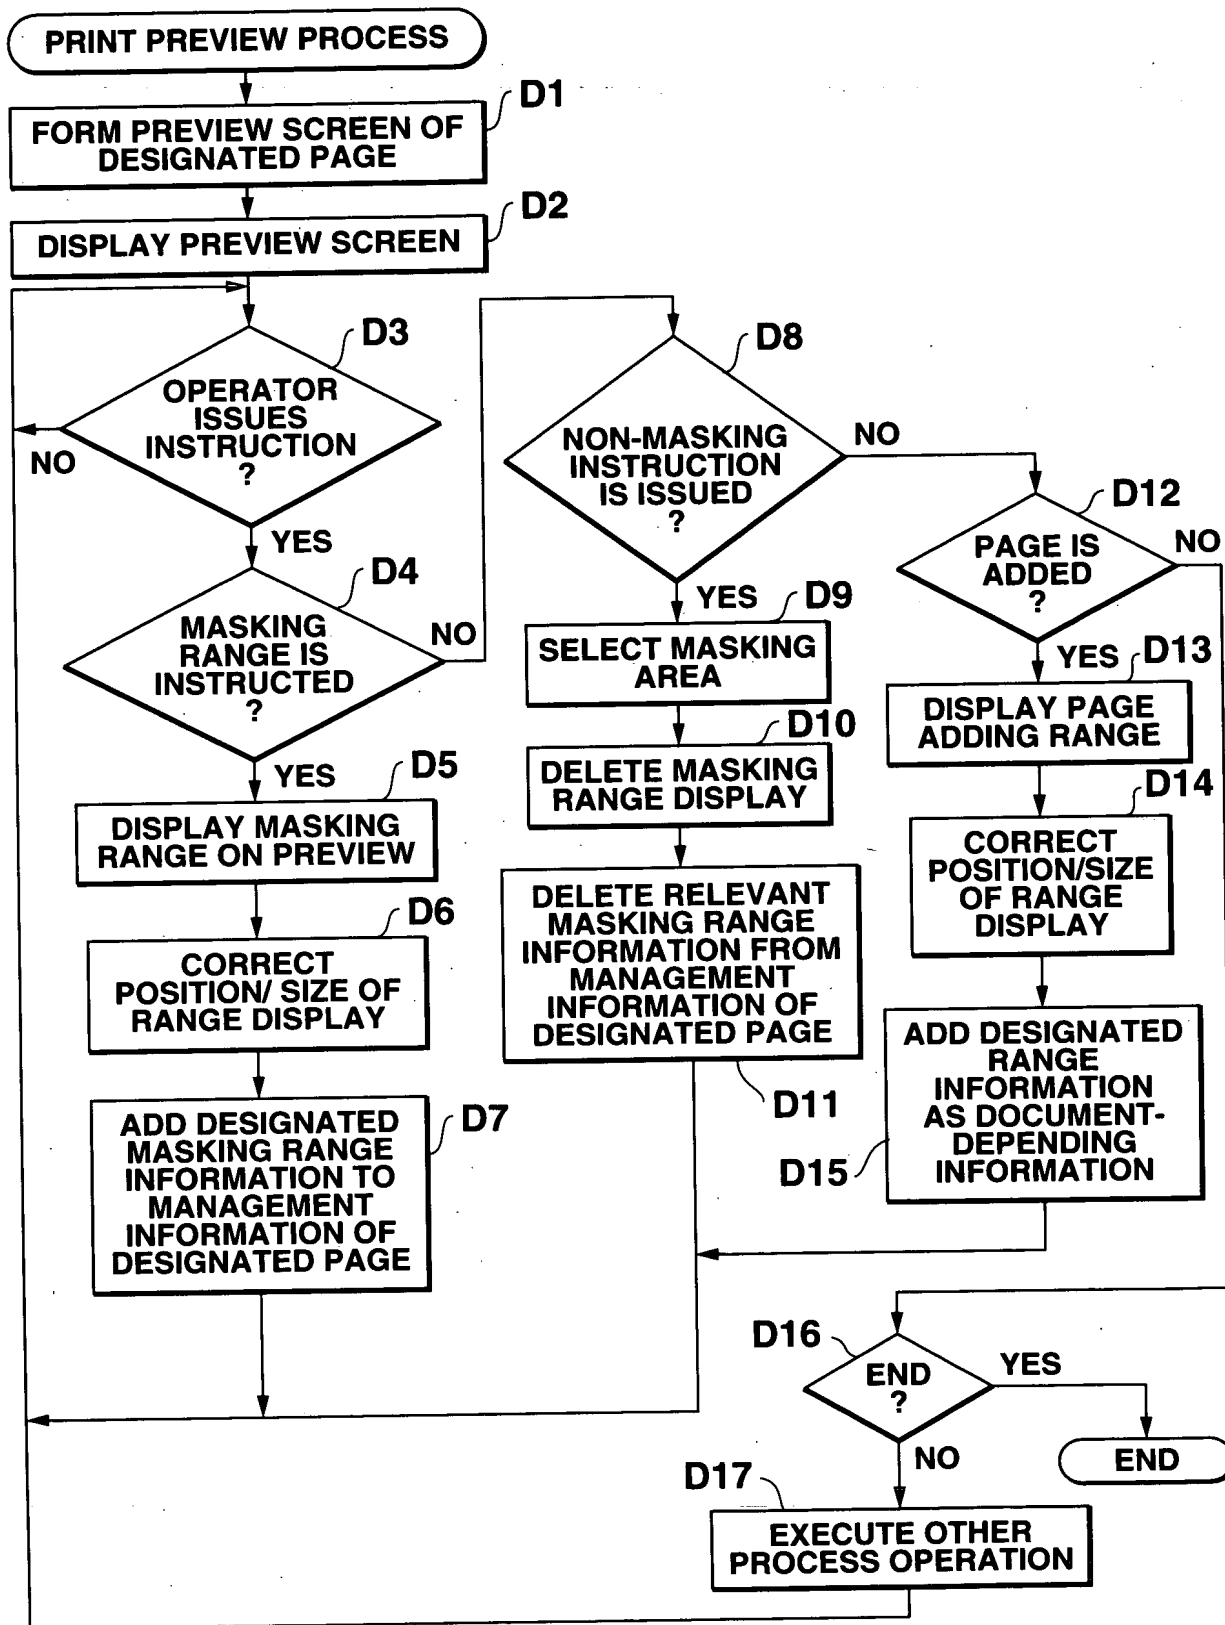 PRINT PREVIEW PROCESS
D1
FORM PREVIEW SCREEN OF
DESIGNATED PAGE
D2
DISPLAY PREVIEW SCREEN
D3
OPERATOR
ISSUES
INSTRUCTION
?
NO
YES
D4
MASKING
RANGE IS
INSTRUCTED
?
NO
YES
D5
DISPLAY MASKING
RANGE ON PREVIEW
D6
CORRECT
POSITION/ SIZE OF
RANGE DISPLAY
D7
ADD DESIGNATED
MASKING RANGE
INFORMATION TO
MANAGEMENT
INFORMATION OF
DESIGNATED PAGE
D8
NON-MASKING
INSTRUCTION
IS ISSUED
?
NO
YES
D9
SELECT MASKING
AREA
D10
DELETE MASKING
RANGE DISPLAY
DELETE RELEVANT
MASKING RANGE
INFORMATION FROM
MANAGEMENT
INFORMATION OF
DESIGNATED PAGE
D11
D12
PAGE IS
ADDED
?
NO
YES
D13
DISPLAY PAGE
ADDING RANGE
D14
CORRECT
POSITION/SIZE
OF RANGE
DISPLAY
ADD DESIGNATED
RANGE
INFORMATION
AS DOCUMENT-
DEPENDING
INFORMATION
D15
D16
END
?
YES
NO
END
D17
EXECUTE OTHER
PROCESS OPERATION